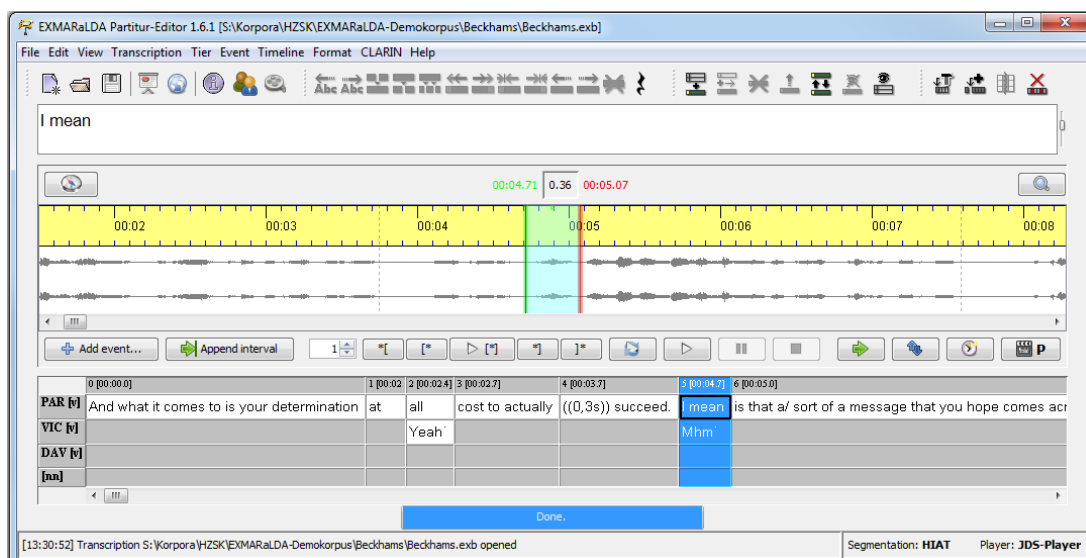 EXMARaLDA Partitur-Editor 1.6.1 [S:\Korpora\HZSK\EXMARaLDA-Demokorpus\Beckhams\Beckhams.exb]
File Edit View Transcription Tier Event Timeline Format CLARIN Help
Abc Abc
I mean
00:04.71 0.36 00:05.07
00:02 00:03 00:04 00:05 00:06 00:07 00:08
Add event... Append interval 1 *[ [* [*] *] ]* P
0 [00:00.0] 1 [00:02 2 [00:02.4] 3 [00:02.7] 4 [00:03.7] 5 [00:04.7] 6 [00:05.0]
PAR [v] And what it comes to is your determination at all cost to actually ((0,3s)) succeed. I mean is that a/ sort of a message that you hope comes acr
VIC [v] Yeah˙ Mhm˙
DAV [v]
[nn]
Done.
[13:30:52] Transcription S:\Korpora\HZSK\EXMARaLDA-Demokorpus\Beckhams\Beckhams.exb opened Segmentation: HIAT Player: JDS-Player